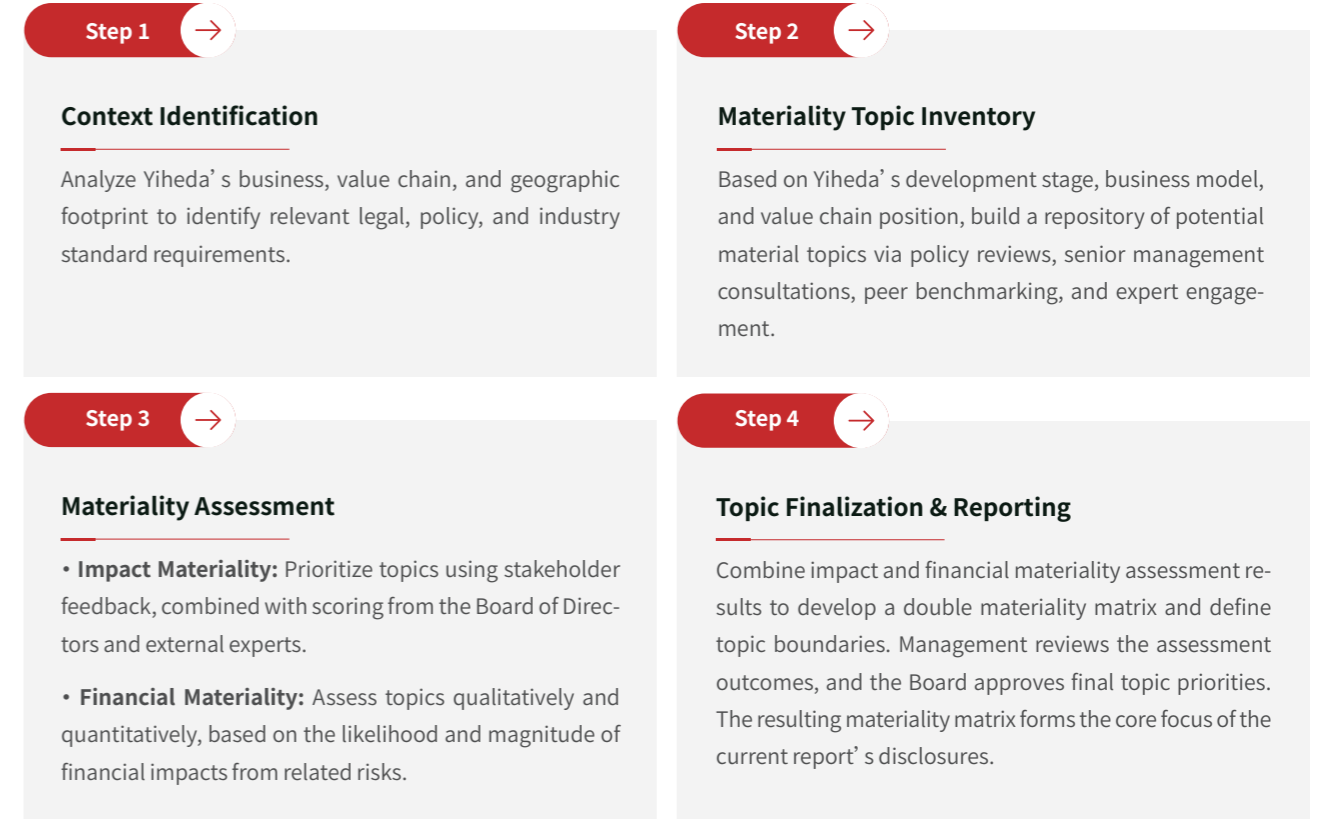 Step 1
Context Identification
Analyze Yiheda’ s business, value chain, and geographic
footprint to identify relevant legal, policy, and industry
standard requirements.
Step 2
Materiality Topic Inventory
Based on Yiheda’ s development stage, business model,
and value chain position, build a repository of potential
material topics via policy reviews, senior management
consultations, peer benchmarking, and expert engage-
ment.
Step 3
Materiality Assessment
• Impact Materiality: Prioritize topics using stakeholder
feedback, combined with scoring from the Board of Direc-
tors and external experts.
• Financial Materiality: Assess topics qualitatively and
quantitatively, based on the likelihood and magnitude of
financial impacts from related risks.
Step 4
Topic Finalization & Reporting
Combine impact and financial materiality assessment re-
sults to develop a double materiality matrix and define
topic boundaries. Management reviews the assessment
outcomes, and the Board approves final topic priorities.
The resulting materiality matrix forms the core focus of the
current report’ s disclosures.